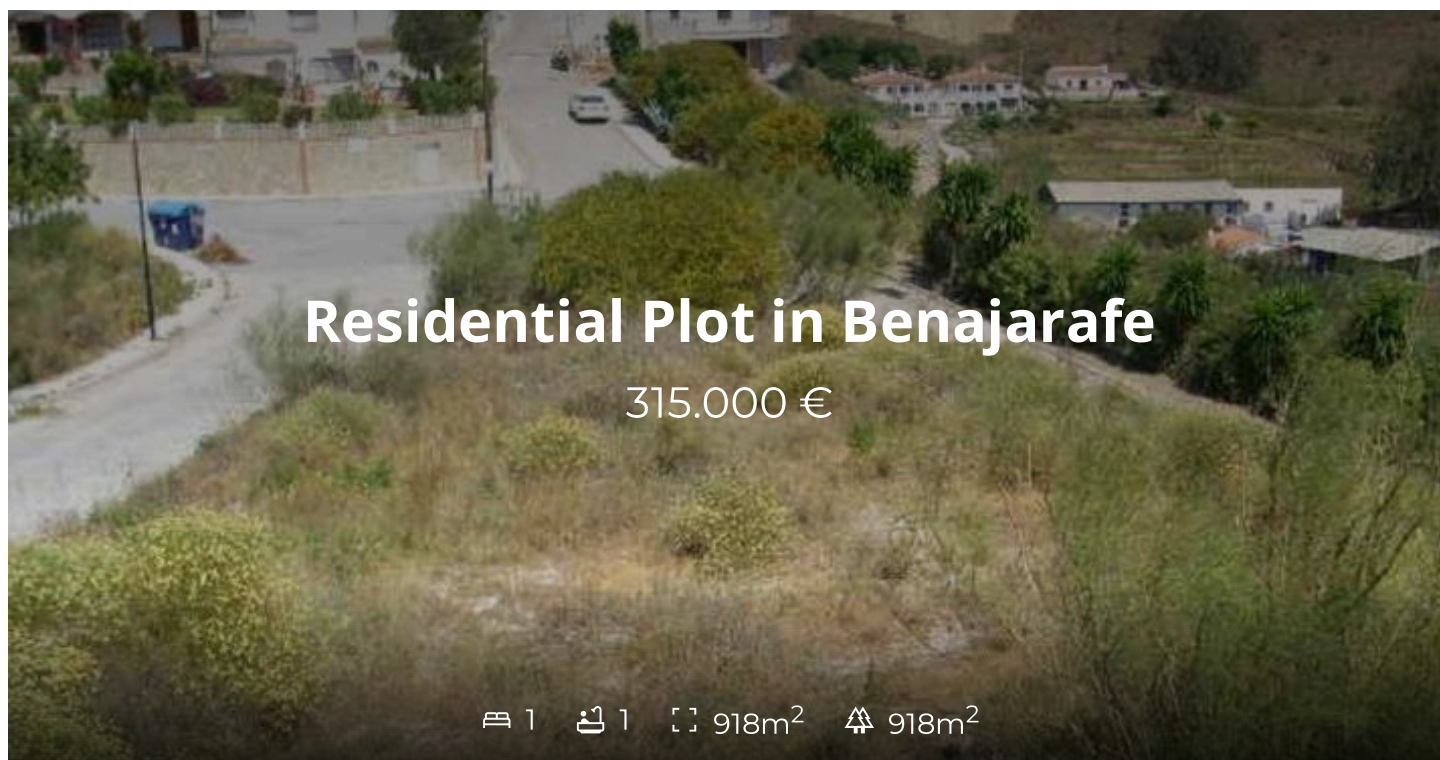 Residential Plot in Benajarafe
315.000 €
1 1 918m² 918m²